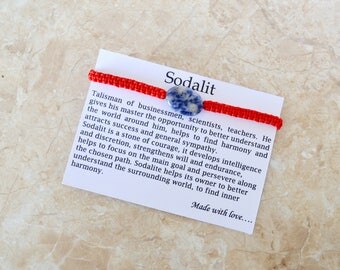 Sodalit
Talisman of businessmen, scientists, teachers. He
gives his master the opportunity to better understand
the world around him, helps to find harmony and
attracts success and general sympathy.
Sodalit is a stone of courage, it develops intelligence
and discretion, strengthens will and endurance,
helps to focus on the main goal and persevere along
the chosen path. Sodalite helps its owner to better
understand the surrounding world, to find inner
harmony.
Made with love....